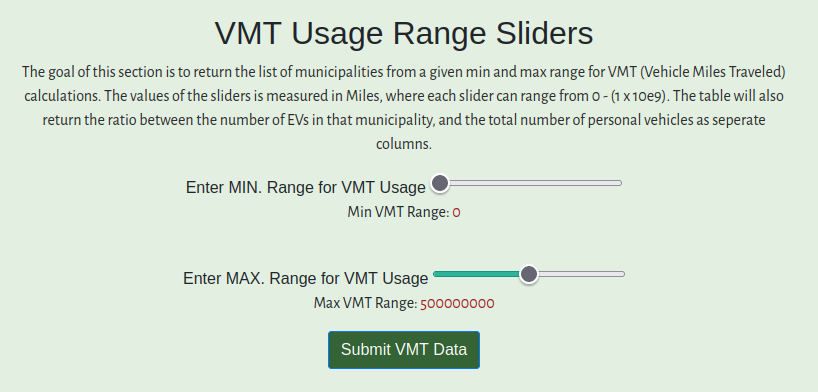 VMT Usage Range Sliders
The goal of this section is to return the list of municipalities from a given min and max range for VMT (Vehicle Miles Traveled)
calculations. The values of the sliders is measured in Miles, where each slider can range from 0 - (1 x 10e9). The table will also
return the ratio between the number of EVs in that municipality, and the total number of personal vehicles as seperate
columns.
Enter MIN. Range for VMT Usage
Min VMT Range: 0
Enter MAX. Range for VMT Usage
Max VMT Range: 500000000
Submit VMT Data